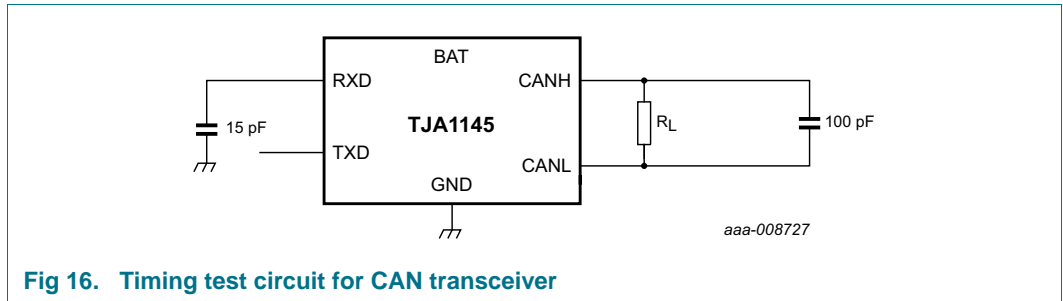 BAT
RXD
CANH
TJA1145
RL
15 pF
100 pF
TXD
CANL
GND
aaa-008727
Fig 16. Timing test circuit for CAN transceiver